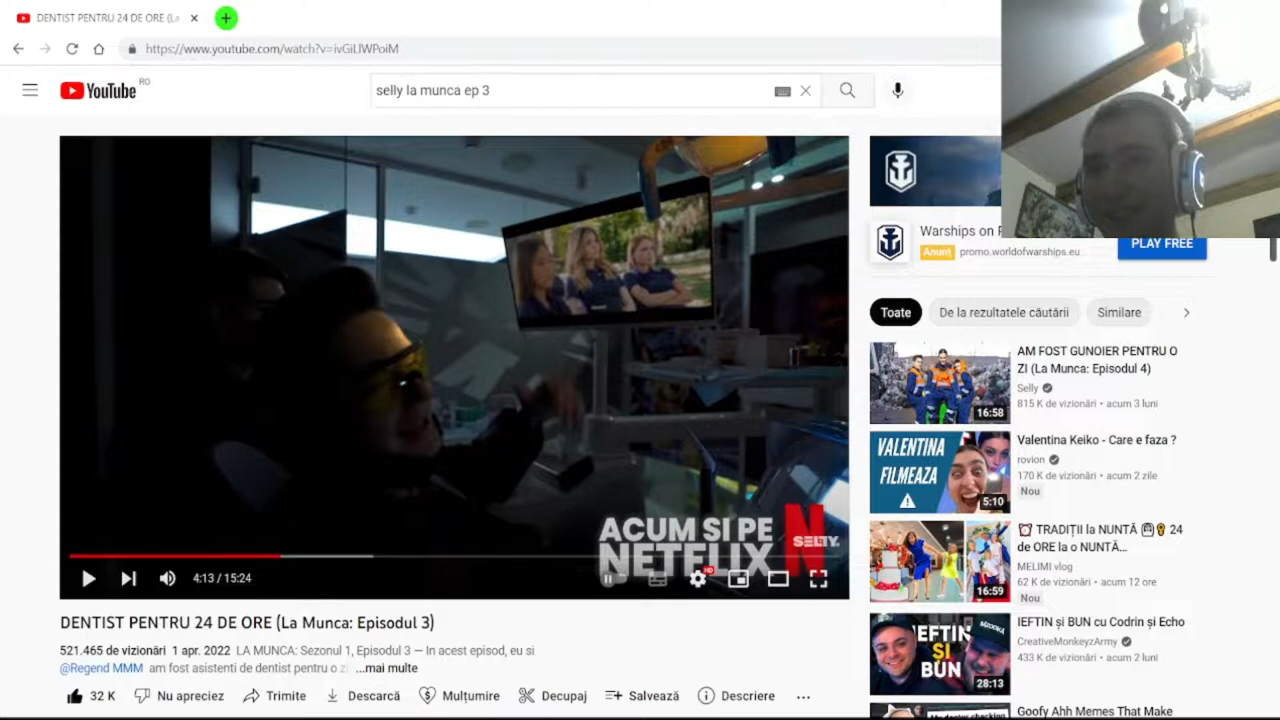 DENTIST PENTRU 24 DE ORE (La
https://www.youtube.com/watch?v=ivGiLlWPoiM
YouTube RO
selly la munca ep 3
ACUM SI PE
NETFLIX
SELTY.
4:13 / 15:24
HD
DENTIST PENTRU 24 DE ORE (La Munca: Episodul 3)
521.465 de vizionări
2022 LA MUNCA: Sezonul 1, Episodul 3 — In acest episod, eu si
@Regend MMM am fost asistenti de dentist pentru o zi ...mai multe
32 K
Nu apreciez
Descarcă
Mulțumire
Decupaj
Salvează
Descriere
Warships on
Anunț promo.worldofwarships.eu
PLAY FREE
Toate
De la rezultatele căutării
Similare
AM FOST GUNOIER PENTRU O
ZI (La Munca: Episodul 4)
Selly
815 K de vizionări • acum 3 luni
16:58
VALENTINA
FILMEAZA
5:10
Valentina Keiko - Care e faza ?
rovion
170 K de vizionări • acum 2 zile
Nou
16:59
TRADIȚII la NUNTĂ 24
de ORE la o NUNTĂ...
MELIMI vlog
62 K de vizionări • acum 12 ore
Nou
IEFTIN
ȘI
BUN
28:13
IEFTIN și BUN cu Codrin și Echo
CreativeMonkeyzArmy
433 K de vizionări • acum 2 luni
Goofy Ahh Memes That Make